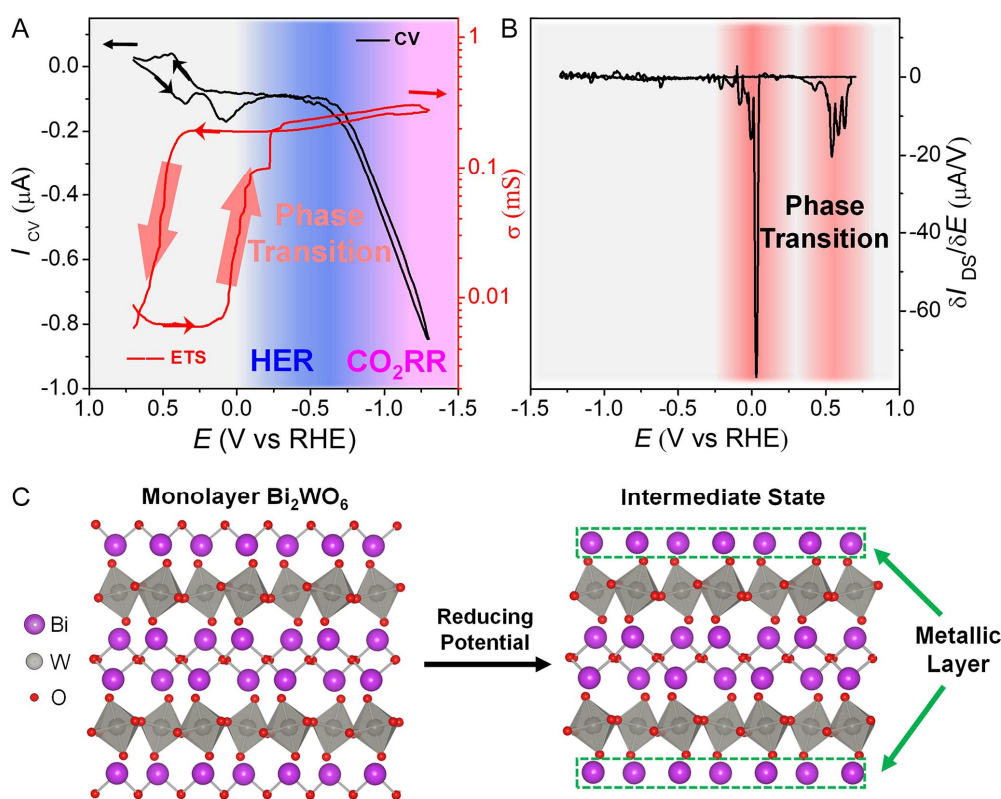 A
CV
I CV (μA)
0.0
-0.2
-0.4
-0.6
-0.8
-1.0
1.0 0.5 0.0 -0.5 -1.0 -1.5
E (V vs RHE)
Phase
Transition
ETS
HER
CO₂RR
1
0.1
0.01
σ (mS)
B
Phase
Transition
0
-20
-40
-60
δI DS/δE (μA/V)
-1.5 -1.0 -0.5 0.0 0.5 1.0
E (V vs RHE)
C
Monolayer Bi₂WO₆
Intermediate State
Bi
W
O
Reducing
Potential
Metallic
Layer